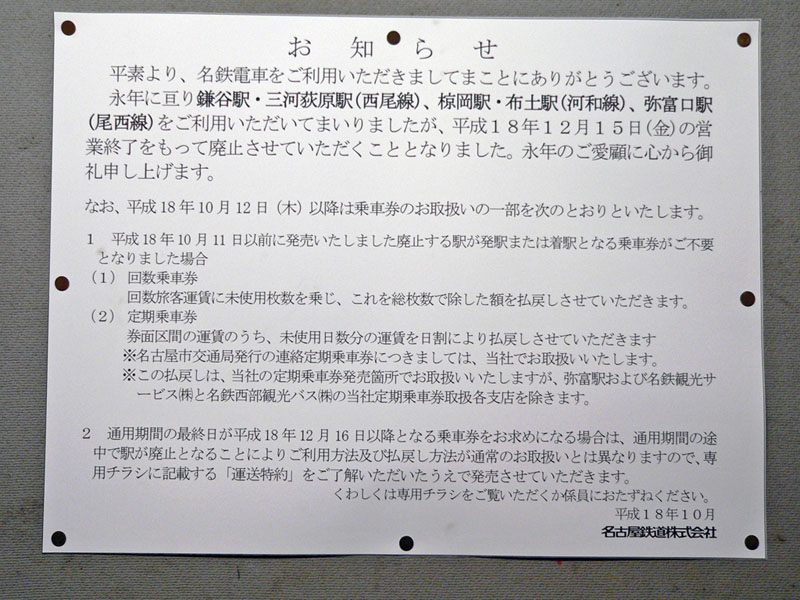 お知らせ
平素より、名鉄電車をご利用いただきましてまことにありがとうございます。
永年に亘り鎌谷駅・三河荻原駅(西尾線)、椋岡駅・布土駅(河和線)、弥富口駅
(尾西線)をご利用いただいてまいりましたが、平成18年12月15日(金)の営
業終了をもって廃止させていただくこととなりました。永年のご愛顧に心から御
礼申し上げます。
なお、平成18年10月12日(木)以降は乗車券のお取扱いの一部を次のとおりといたします。
1 平成18年10月11日以前に発売いたしました廃止する駅が発駅または着駅となる乗車券がご不要
となりました場合
(1) 回数乗車券
回数旅客運賃に未使用枚数を乗じ、これを総枚数で除した額を払戻しさせていただきます。
(2) 定期乗車券
券面区間の運賃のうち、未使用日数分の運賃を日割により払戻しさせていただきます
※名古屋市交通局発行の連絡定期乗車券につきましては、当社でお取扱いいたします。
※この払戻しは、当社の定期乗車券発売箇所でお取扱いいたしますが、弥富駅および名鉄観光サ
ービス㈱と名鉄西部観光バス㈱の当社定期乗車券取扱各支店を除きます。
2 通用期間の最終日が平成18年12月16日以降となる乗車券をお求めになる場合は、通用期間の途
中で駅が廃止となることによりご利用方法及び払戻し方法が通常のお取扱いとは異なりますので、専
用チラシに記載する「運送特約」をご了解いただいたうえで発売させていただきます。
くわしくは専用チラシをご覧いただくか係員におたずねください。
平成18年10月
名古屋鉄道株式会社